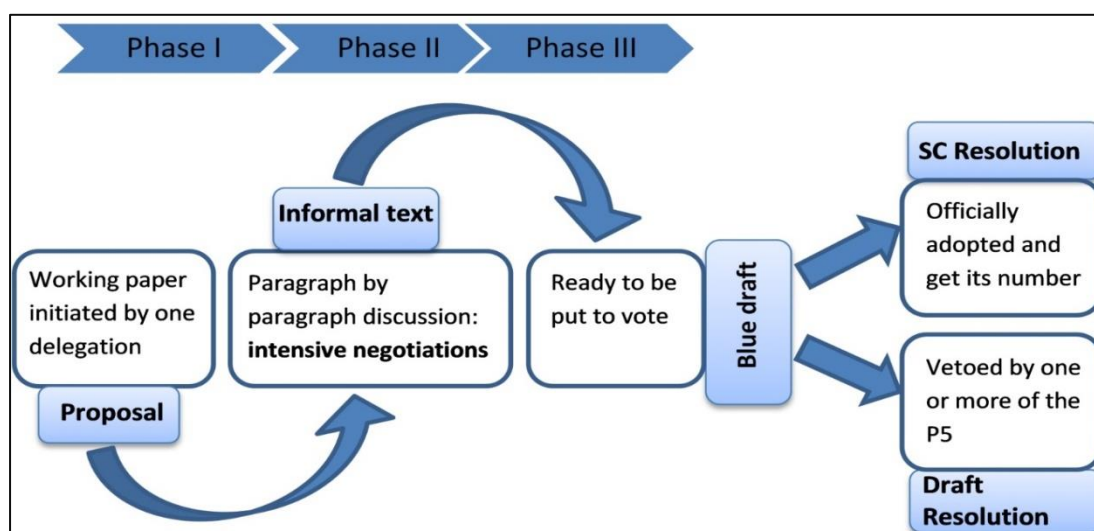 Phase I
Phase II
Phase III
Working paper
initiated by one
delegation
Proposal
Informal text
Paragraph by
paragraph discussion:
intensive negotiations
Ready to be
put to vote
Blue draft
SC Resolution
Officially
adopted and
get its number
Vetoed by one
or more of the
P5
Draft
Resolution